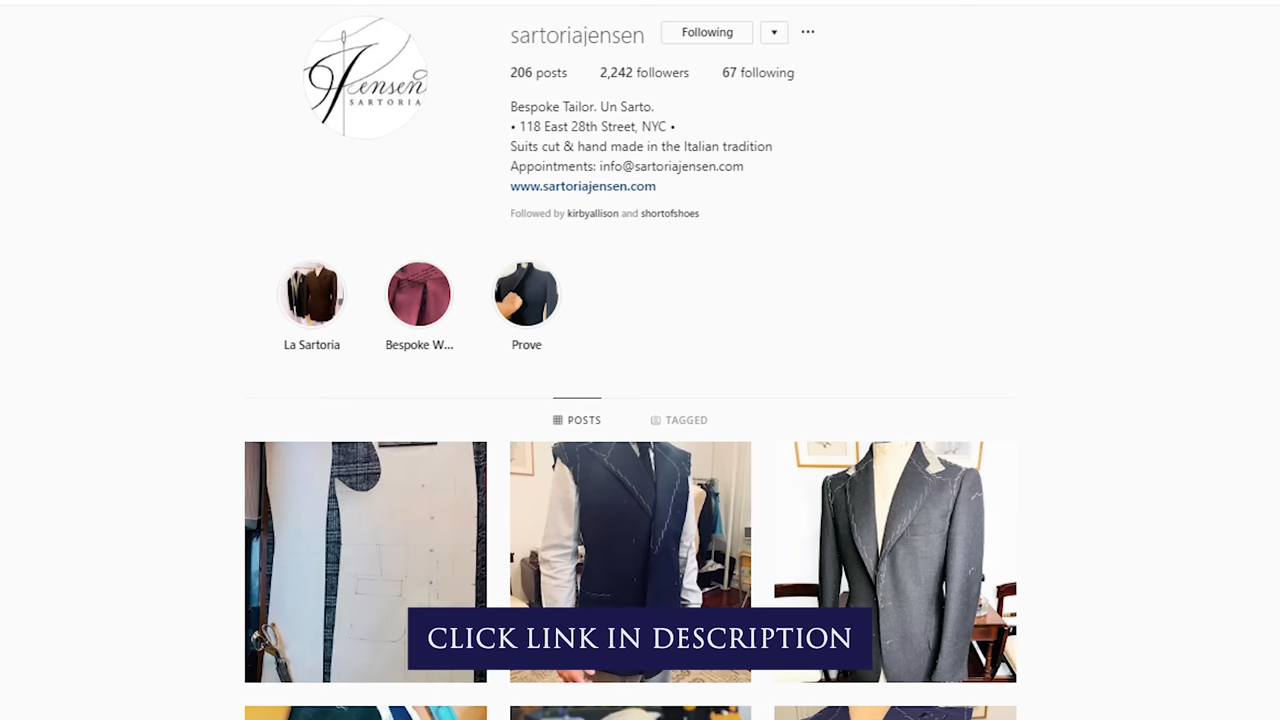 sartoriajensen
Following
206 posts 2,242 followers 67 following
Jensen
SARTORIA
Bespoke Tailor. Un Sarto.
• 118 East 28th Street, NYC •
Suits cut & hand made in the Italian tradition
Appointments: info@sartoriajensen.com
www.sartoriajensen.com
Followed by kirbyallison and shortofshoes
La Sartoria
Bespoke W...
Prove
POSTS
TAGGED
CLICK LINK IN DESCRIPTION